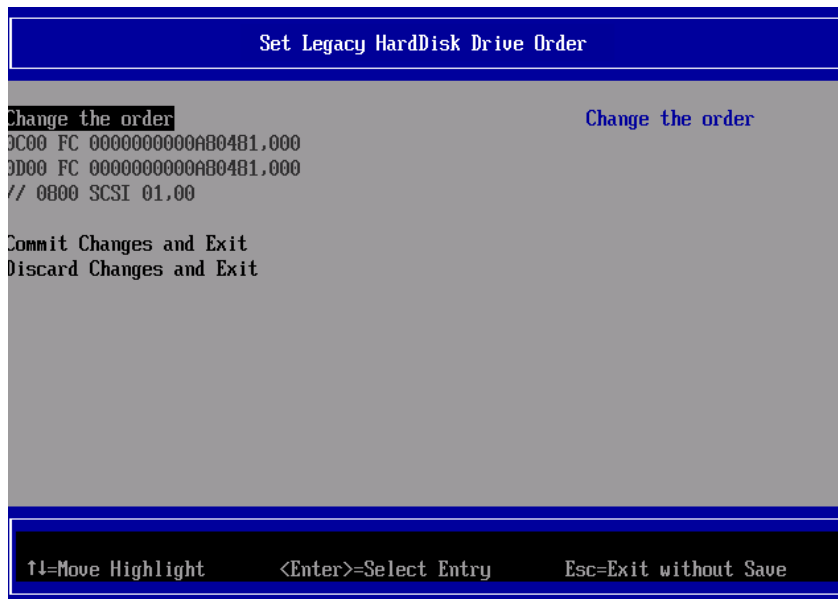 Set Legacy HardDisk Drive Order
Change the order
Change the order
0C00 FC 0000000000A80481,000
0D00 FC 0000000000A80481,000
// 0800 SCSI 01,00
Commit Changes and Exit
Discard Changes and Exit
↑↓=Move Highlight <Enter>=Select Entry Esc=Exit without Save